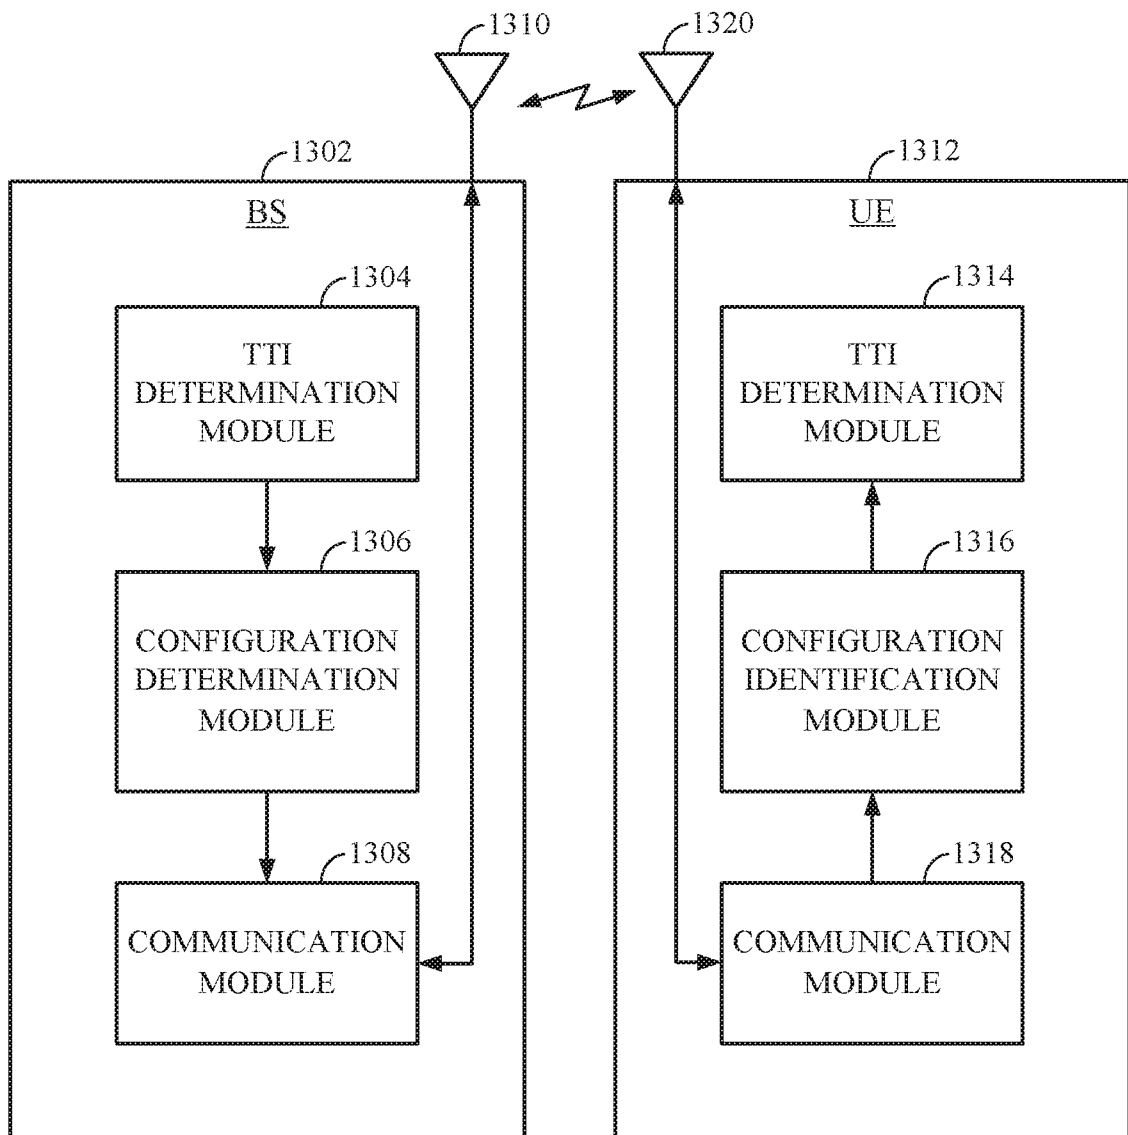 1310
1320
1302
1312
BS
UE
1304
TTI
DETERMINATION
MODULE
1314
TTI
DETERMINATION
MODULE
1306
CONFIGURATION
DETERMINATION
MODULE
1316
CONFIGURATION
IDENTIFICATION
MODULE
1308
COMMUNICATION
MODULE
1318
COMMUNICATION
MODULE